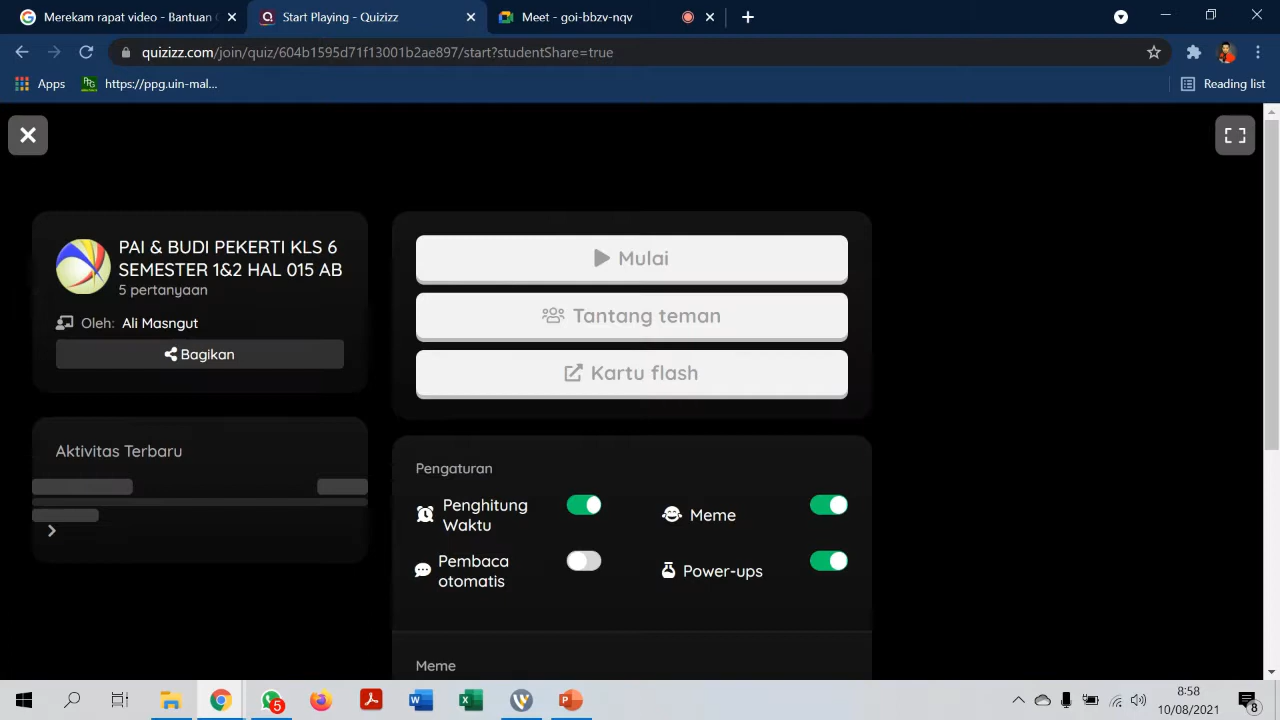 Merekam rapat video - Bantuan
Start Playing - Quizizz
Meet - goi-bbzv-nqv
quizizz.com/join/quiz/604b1595d71f13001b2ae897/start?studentShare=true
Apps
https://ppg.uin-mal...
Reading list
PAI & BUDI PEKERTI KLS 6
SEMESTER 1&2 HAL 015 AB
5 pertanyaan
Oleh: Ali Masngut
Bagikan
Aktivitas Terbaru
Mulai
Tantang teman
Kartu flash
Pengaturan
Penghitung
Waktu
Meme
Pembaca
otomatis
Power-ups
Meme
5
8:58
10/08/2021
8